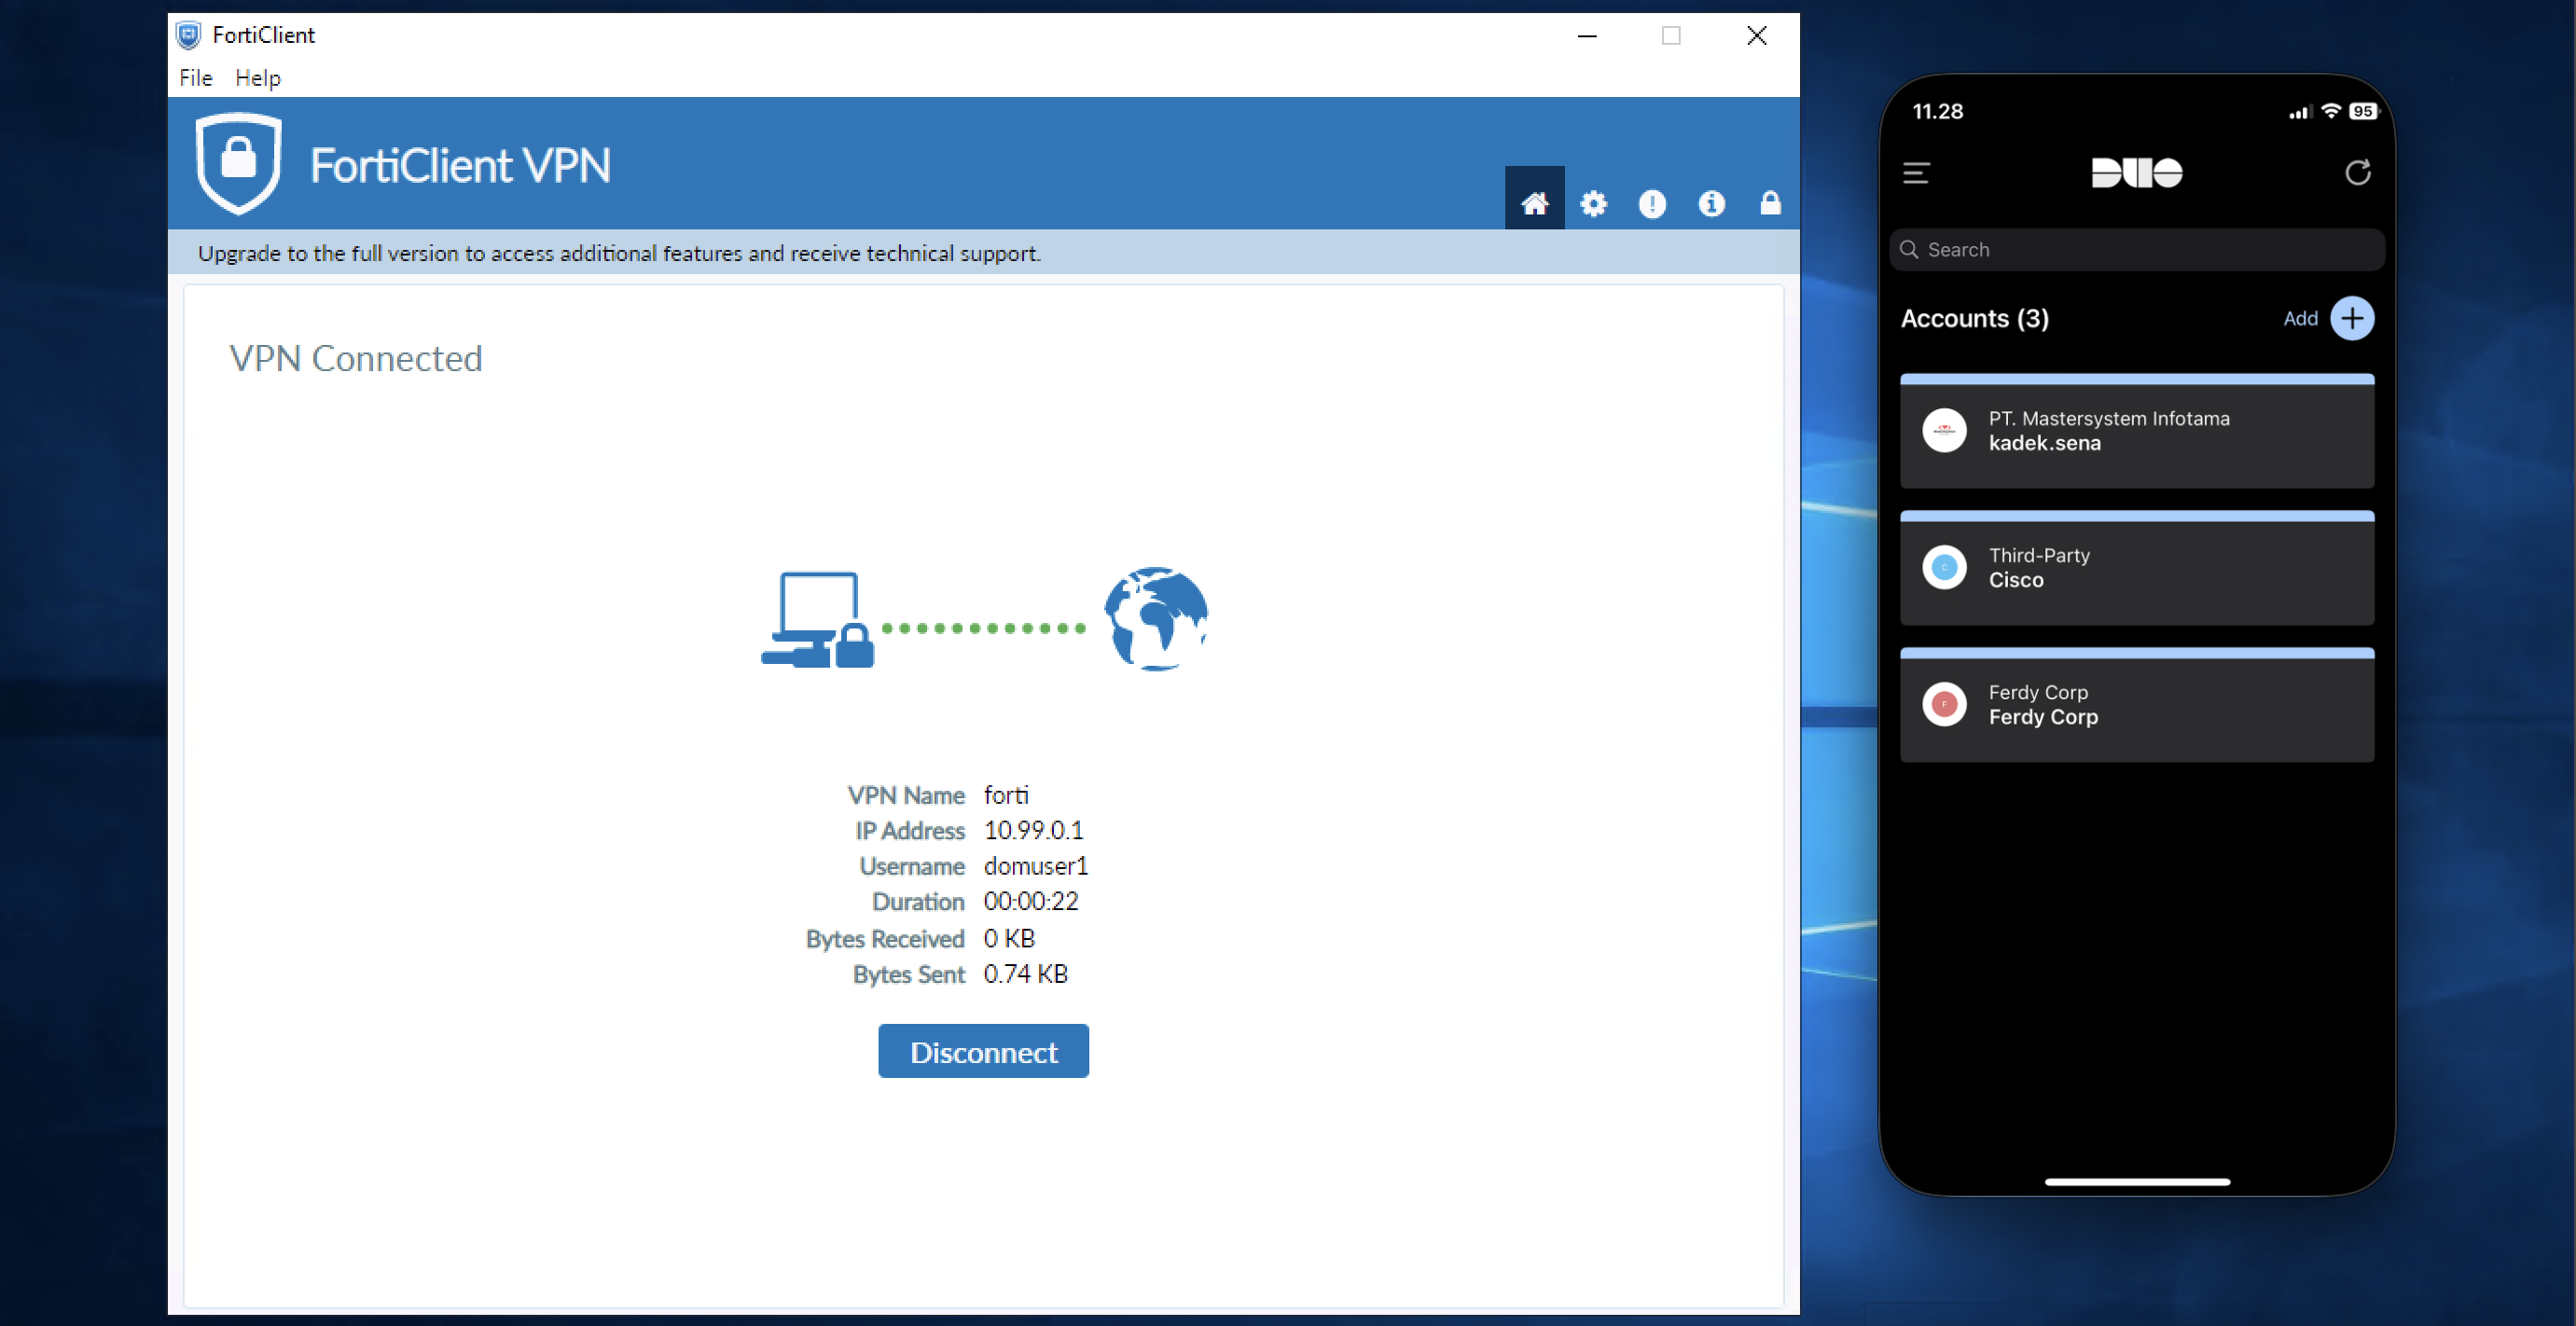 FortiClient
File Help
FortiClient VPN
Upgrade to the full version to access additional features and receive technical support.
VPN Connected
VPN Name forti
IP Address 10.99.0.1
Username domuser1
Duration 00:00:22
Bytes Received 0 KB
Bytes Sent 0.74 KB
Disconnect
11.28
95
DUO
Search
Accounts (3)
Add
PT. Mastersystem Infotama
kadek.sena
C
Third-Party
Cisco
F
Ferdy Corp
Ferdy Corp